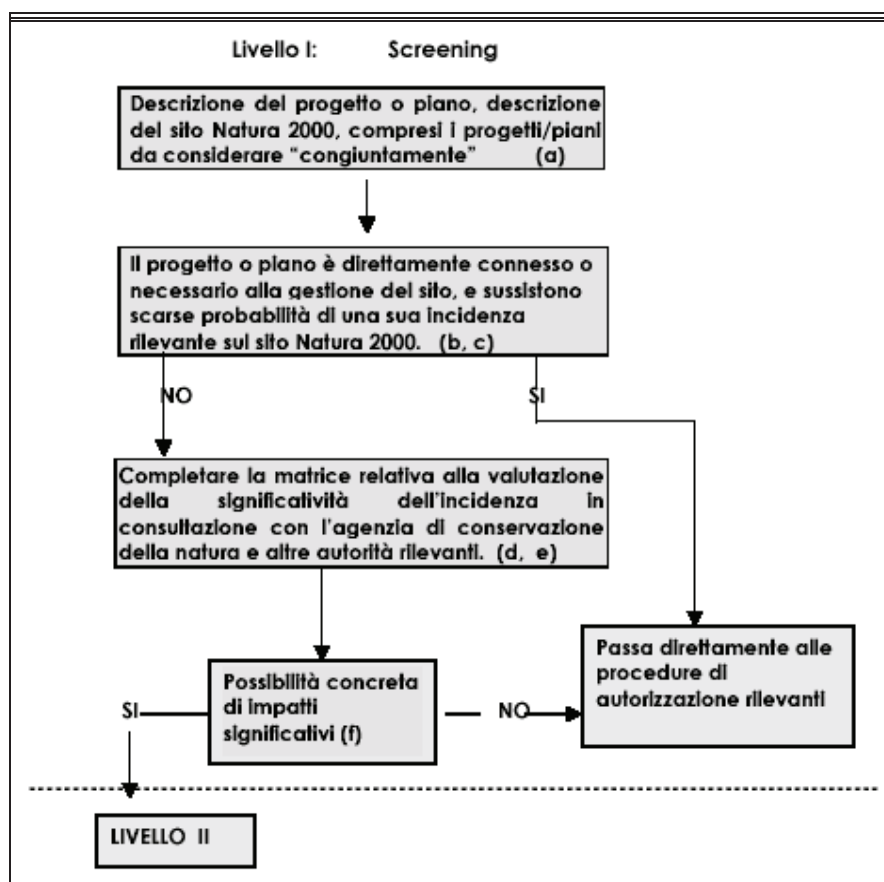 Livello I: Screening
Descrizione del progetto o piano, descrizione
del sito Natura 2000, compresi i progetti/piani
da considerare "congiuntamente" (a)
Il progetto o piano è direttamente connesso o
necessario alla gestione del sito, e sussistono
scarse probabilità di una sua incidenza
rilevante sul sito Natura 2000. (b, c)
NO SI
Completare la matrice relativa alla valutazione
della significatività dell'incidenza in
consultazione con l'agenzia di conservazione
della natura e altre autorità rilevanti. (d, e)
Passa direttamente alle
procedure di
autorizzazione rilevanti
Possibilità concreta
di impatti
significativi (f)
SI NO
LIVELLO II